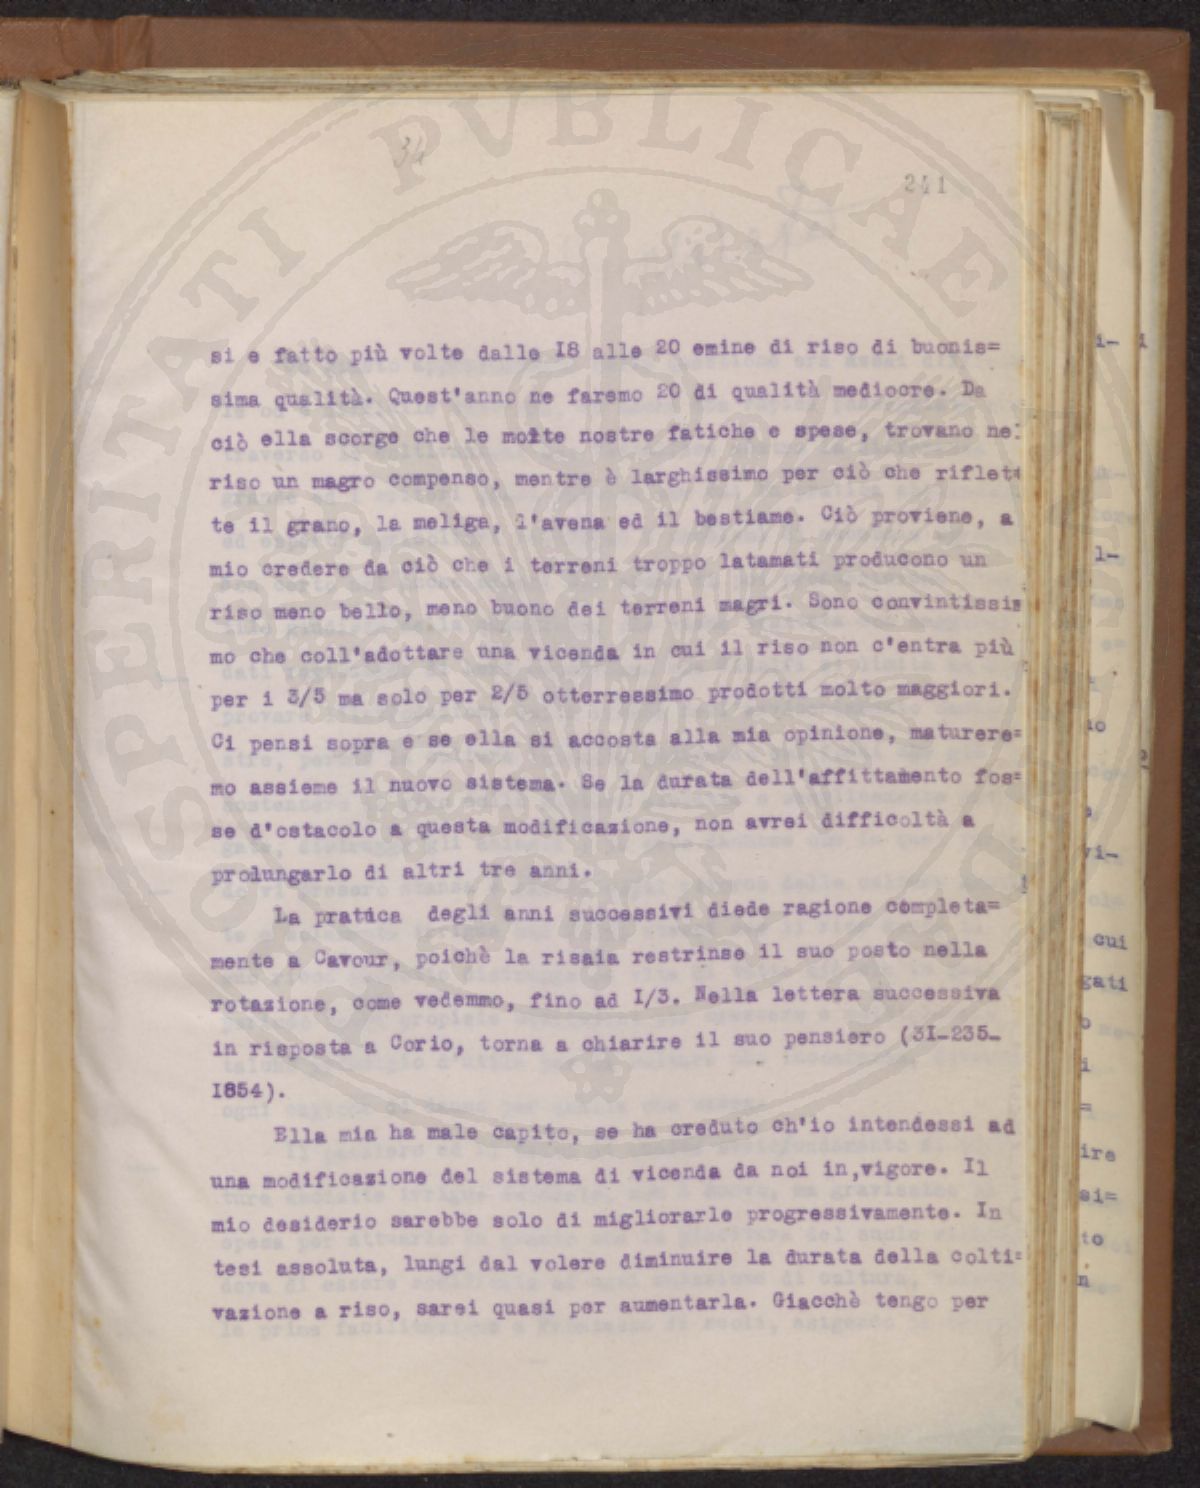 34
241
si e fatto più volte dalle I8 alle 20 emine di riso di buonis=
sima qualità. Quest'anno ne faremo 20 di qualità mediocre. Da
ciò ella scorge che le molte nostre fatiche e spese, trovano nel
riso un magro compenso, mentre è larghissimo per ciò che riflet=
te il grano, la meliga, l'avena ed il bestiame. Ciò proviene, a
mio credere da ciò che i terreni troppo latamati producono un
riso meno bello, meno buono dei terreni magri. Sono convintissim
mo che coll'adottare una vicenda in cui il riso non c'entra più
per i 3/5 ma solo per 2/5 otterressimo prodotti molto maggiori.
Ci pensi sopra e se ella si accosta alla mia opinione, maturere=
mo assieme il nuovo sistema. Se la durata dell'affittamento fos=
se d'ostacolo a questa modificazione, non avrei difficoltà a
prolungarlo di altri tre anni.
La pratica degli anni successivi diede ragione completa=
mente a Cavour, poichè la risaia restrinse il suo posto nella
rotazione, come vedemmo, fino ad I/3. Nella lettera successiva
in risposta a Corio, torna a chiarire il suo pensiero (3I-235-
I854).
Ella mia ha male capito, se ha creduto ch'io intendessi ad
una modificazione del sistema di vicenda da noi in,vigore. Il
mio desiderio sarebbe solo di migliorarle progressivamente. In
tesi assoluta, lungi dal volere diminuire la durata della colti=
vazione a riso, sarei quasi per aumentarla. Giacchè tengo per